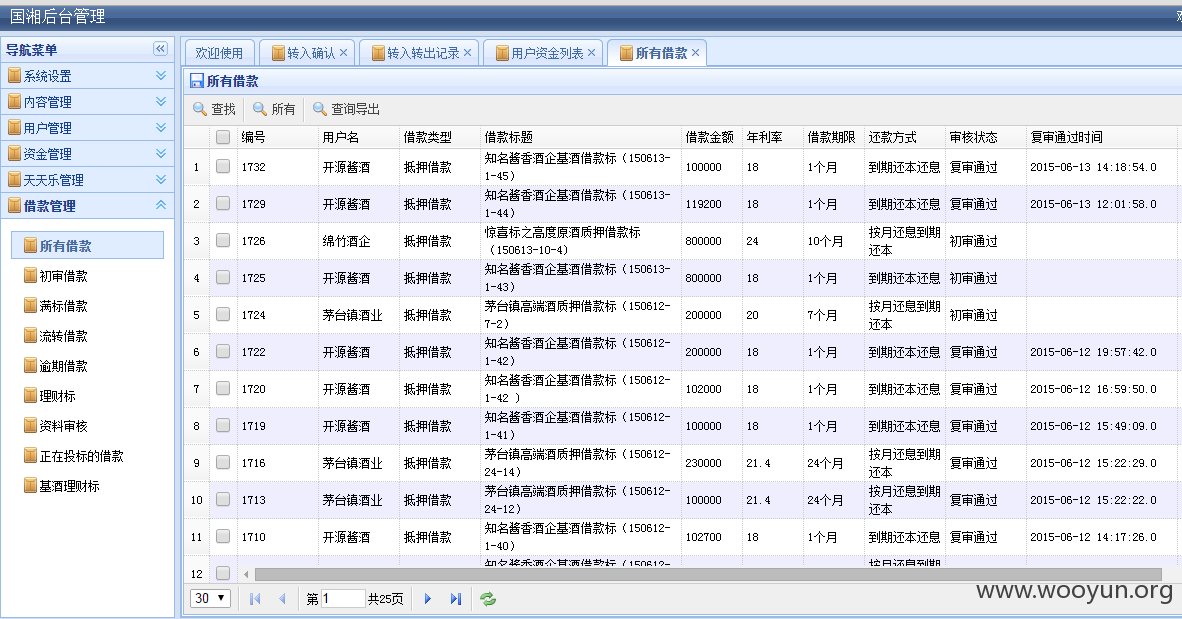 国湘后台管理
导航菜单
系统设置
内容管理
用户管理
资金管理
天天乐管理
借款管理
所有借款
初审借款
满标借款
流转借款
逾期借款
理财标
资料审核
正在投标的借款
基酒理财标
欢迎使用 转入确认 转入转出记录 用户资金列表 所有借款
所有借款
查找 所有 查询导出
编号 用户名 借款类型 借款标题 借款金额 年利率 借款期限 还款方式 审核状态 复审通过时间
1 1732 开源酱酒 抵押借款 知名酱香酒企基酒借款标（150613-1-45） 100000 18 1个月 到期还本还息 复审通过 2015-06-13 14:18:54.0
2 1729 开源酱酒 抵押借款 知名酱香酒企基酒借款标（150613-1-44） 119200 18 1个月 到期还本还息 复审通过 2015-06-13 12:01:58.0
3 1726 绵竹酒企 抵押借款 惊喜标之高度原酒质押借款标（150613-10-4） 800000 24 10个月 按月还息到期还本 初审通过
4 1725 开源酱酒 抵押借款 知名酱香酒企基酒借款标（150613-1-43） 800000 18 1个月 到期还本还息 初审通过
5 1724 茅台镇酒业 抵押借款 茅台镇高端酒质押借款标（150612-7-2） 200000 20 7个月 按月还息到期还本 初审通过
6 1722 开源酱酒 抵押借款 知名酱香酒企基酒借款标（150612-1-42） 200000 18 1个月 到期还本还息 复审通过 2015-06-12 19:57:42.0
7 1720 开源酱酒 抵押借款 知名酱香酒企基酒借款标（150612-1-42 ） 102000 18 1个月 到期还本还息 复审通过 2015-06-12 16:59:50.0
8 1719 开源酱酒 抵押借款 知名酱香酒企基酒借款标（150612-1-41） 100000 18 1个月 到期还本还息 复审通过 2015-06-12 15:49:09.0
9 1716 茅台镇酒业 抵押借款 茅台镇高端酒质押借款标（150612-24-14） 230000 21.4 24个月 按月还息到期还本 复审通过 2015-06-12 15:22:29.0
10 1713 茅台镇酒业 抵押借款 茅台镇高端酒质押借款标（150612-24-12） 100000 21.4 24个月 按月还息到期还本 复审通过 2015-06-12 15:22:22.0
11 1710 开源酱酒 抵押借款 知名酱香酒企基酒借款标（150612-1-40） 102700 18 1个月 到期还本还息 复审通过 2015-06-12 14:17:26.0
12 知名酱香酒企基酒借款标（150612- 按月还息到期
30 第 1 共25页
www.wooyun.org